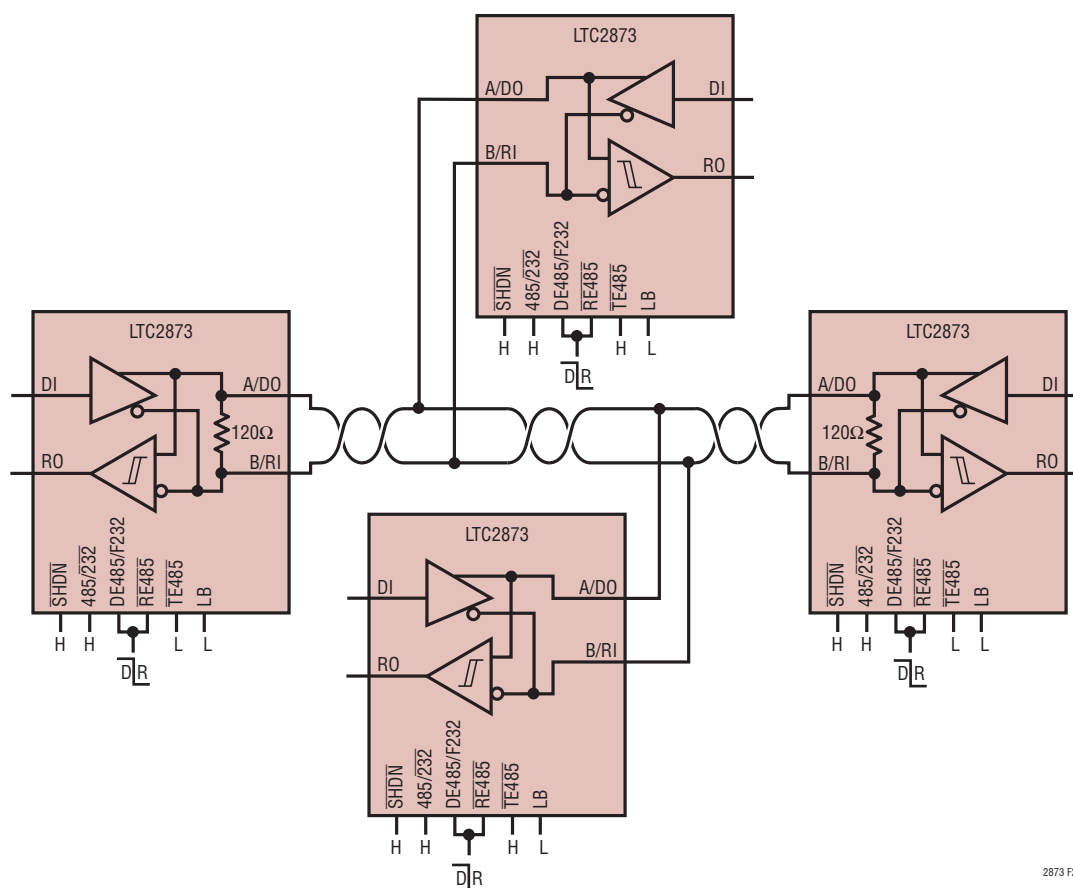 LTC2873
A/DO
DI
B/RI
RO
SHDN
485/232
DE485/F232
RE485
TE485
LB
H
H
H
L
D R
LTC2873
DI
A/DO
120Ω
RO
B/RI
SHDN
485/232
DE485/F232
RE485
TE485
LB
H
H
L
L
D R
LTC2873
A/DO
DI
120Ω
B/RI
RO
SHDN
485/232
DE485/F232
RE485
TE485
LB
H
H
L
L
D R
LTC2873
DI
A/DO
RO
B/RI
SHDN
485/232
DE485/F232
RE485
TE485
LB
H
H
H
L
D R
2873